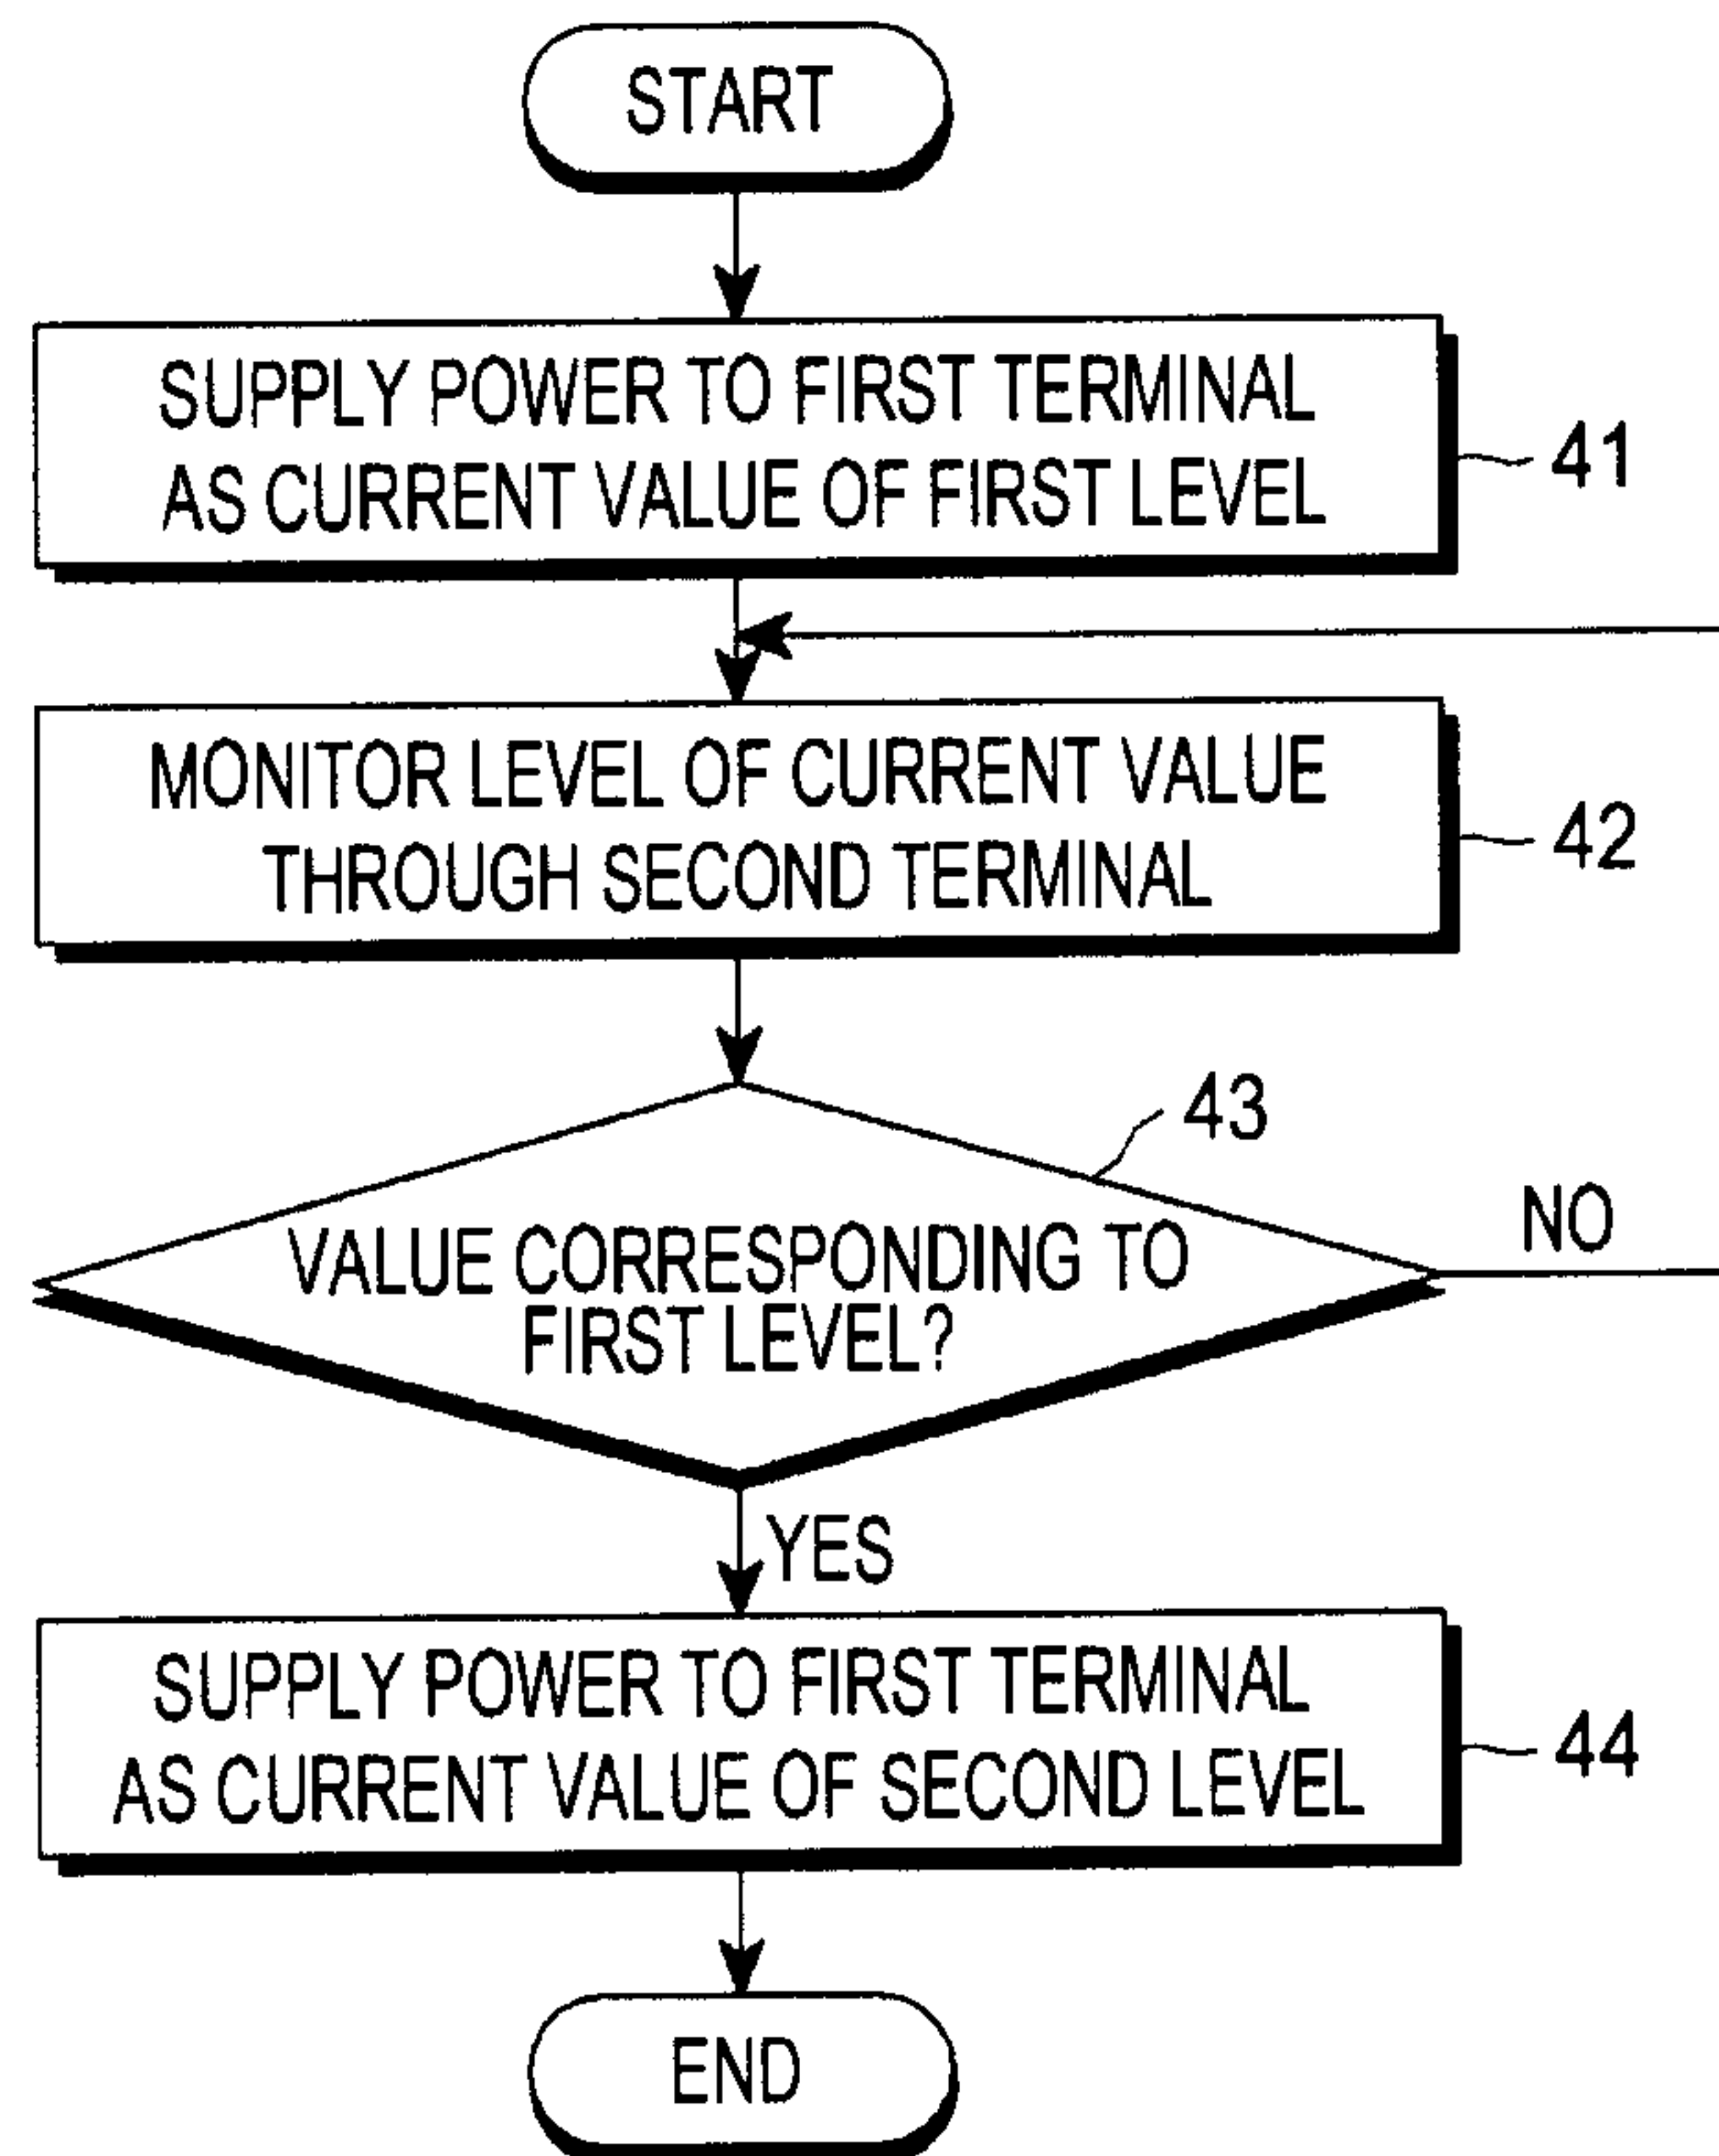 START
SUPPLY POWER TO FIRST TERMINAL
AS CURRENT VALUE OF FIRST LEVEL
41
MONITOR LEVEL OF CURRENT VALUE
THROUGH SECOND TERMINAL
42
43
VALUE CORRESPONDING TO
FIRST LEVEL?
NO
YES
SUPPLY POWER TO FIRST TERMINAL
AS CURRENT VALUE OF SECOND LEVEL
44
END